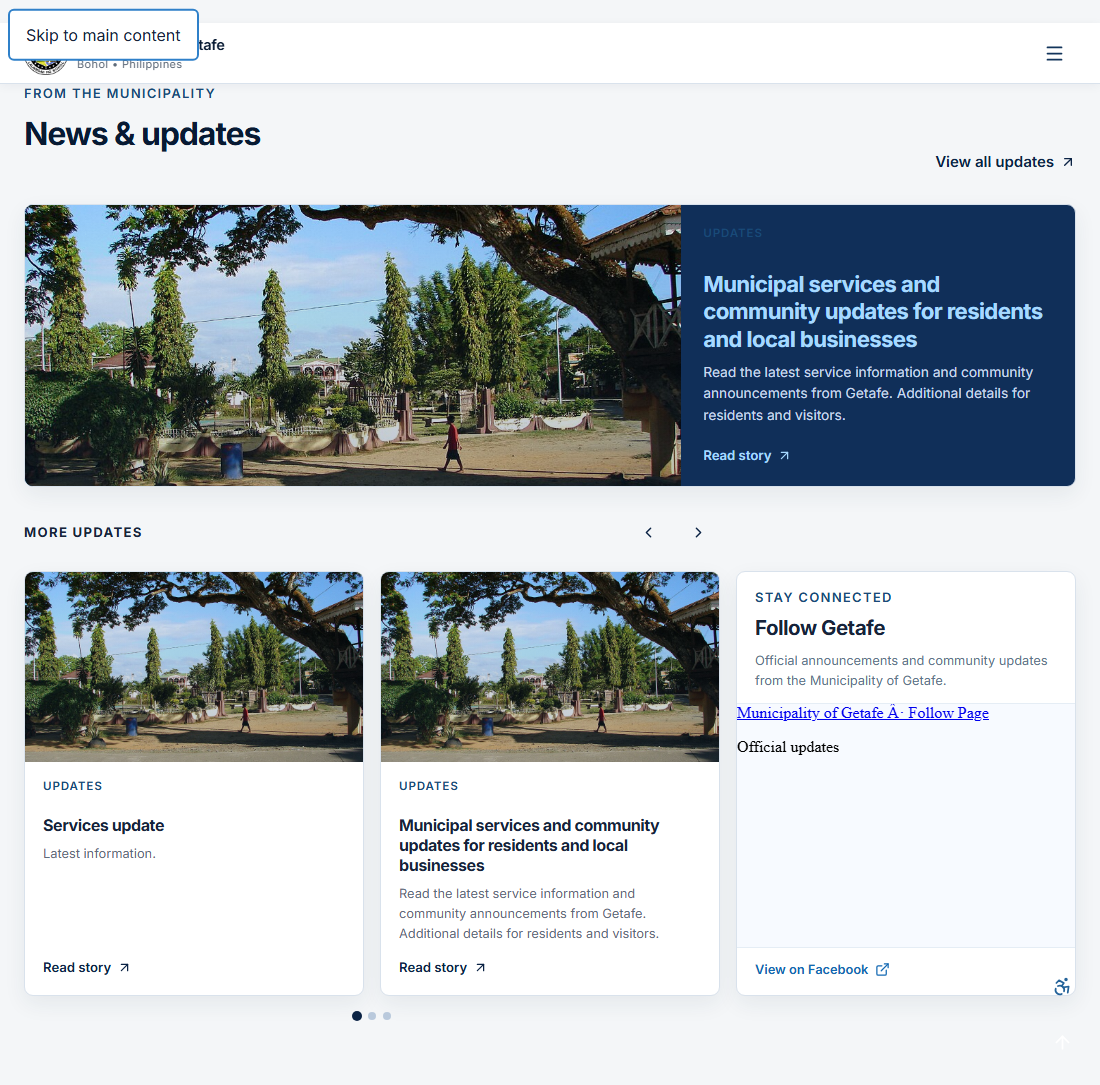 Skip to main content
tafe
Bohol • Philippines
FROM THE MUNICIPALITY
News & updates
View all updates
UPDATES
Municipal services and
community updates for residents
and local businesses
Read the latest service information and community
announcements from Getafe. Additional details for
residents and visitors.
Read story
MORE UPDATES
UPDATES
Services update
Latest information.
Read story
UPDATES
Municipal services and community
updates for residents and local
businesses
Read the latest service information and
community announcements from Getafe.
Additional details for residents and visitors.
Read story
STAY CONNECTED
Follow Getafe
Official announcements and community updates
from the Municipality of Getafe.
Municipality of Getafe Â· Follow Page
Official updates
View on Facebook